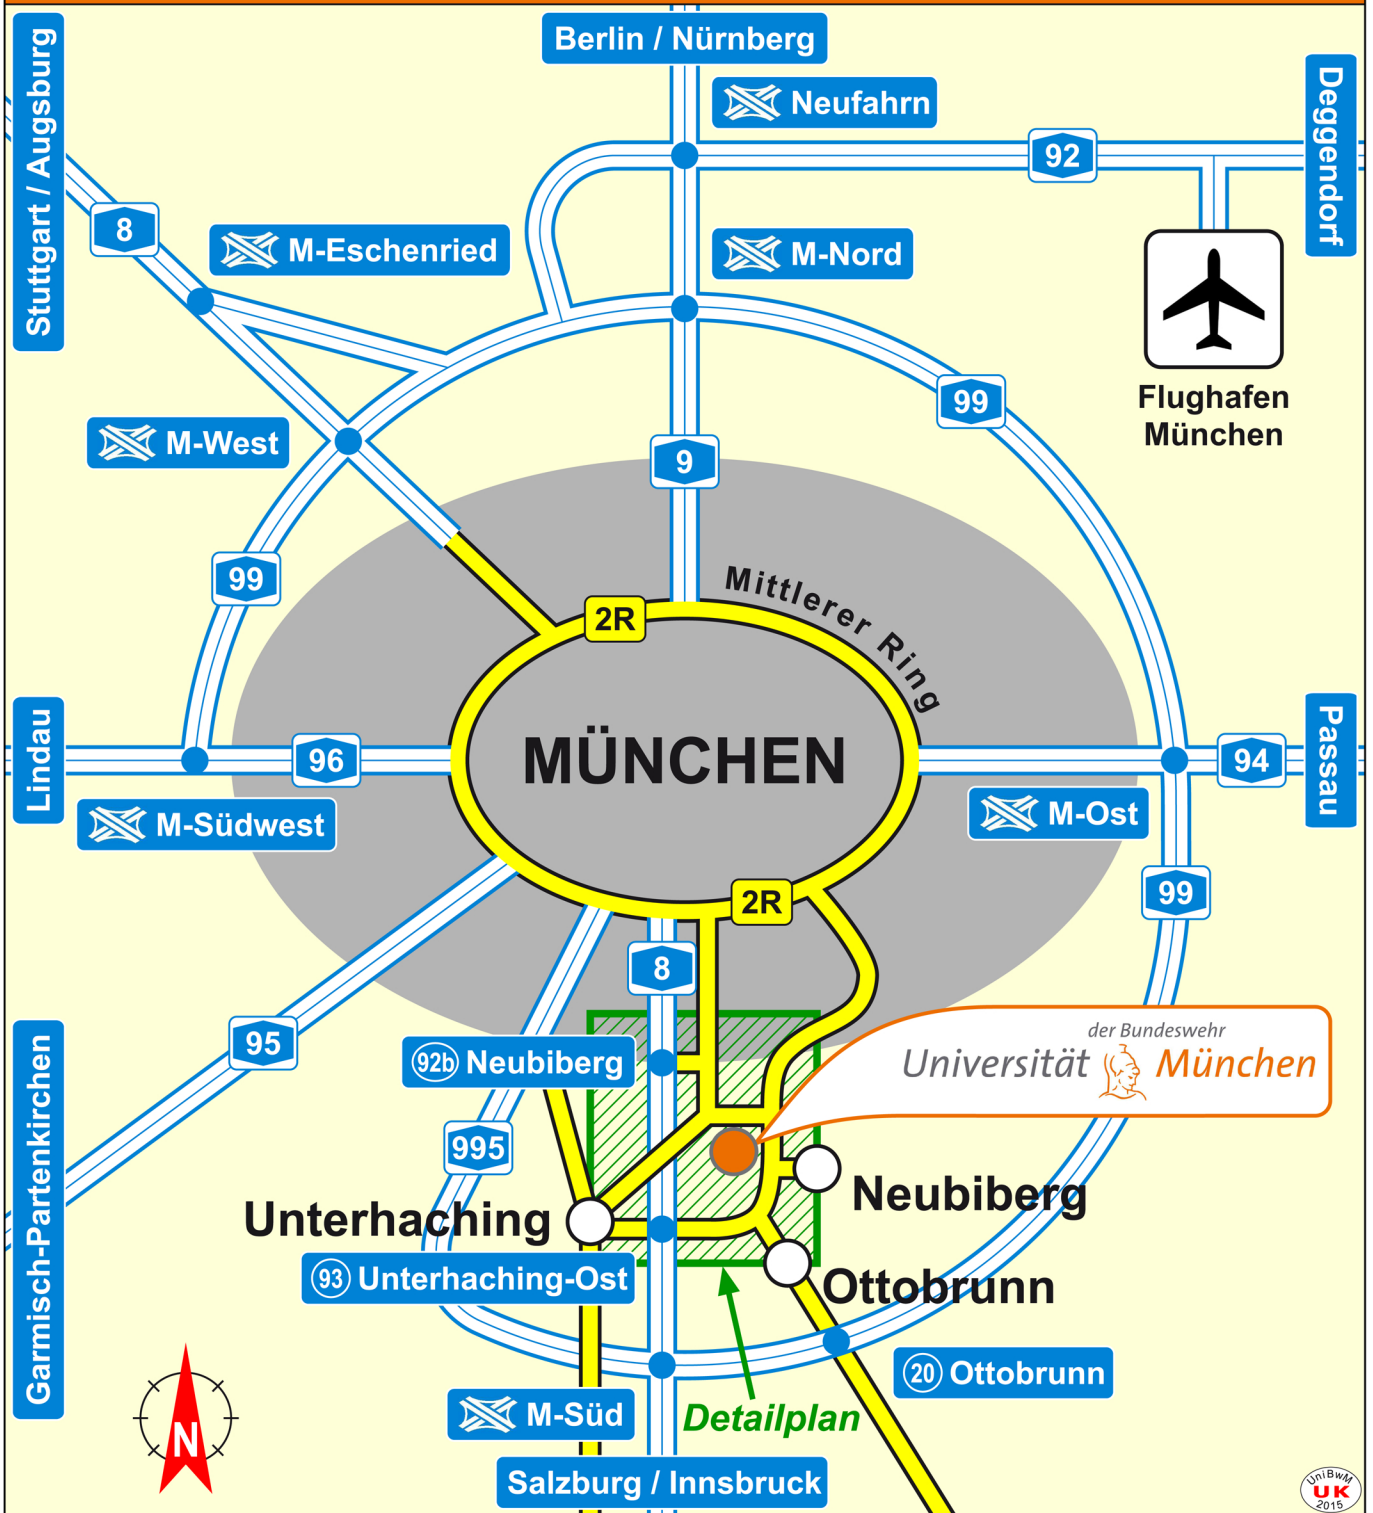 Berlin / Nürnberg
Stuttgart / Augsburg
Deggendorf
Neufahrn
92
8
M-Eschenried
M-Nord
Flughafen
München
99
M-West
9
99
Mittlerer Ring
2R
MÜNCHEN
Lindau
96
94
Passau
M-Südwest
M-Ost
2R
99
8
95
der Bundeswehr
Universität München
92b Neubiberg
995
Garmisch-Partenkirchen
Neubiberg
Unterhaching
93 Unterhaching-Ost
Ottobrunn
20 Ottobrunn
M-Süd
Detailplan
N
Salzburg / Innsbruck
UniBwM
UK
2015